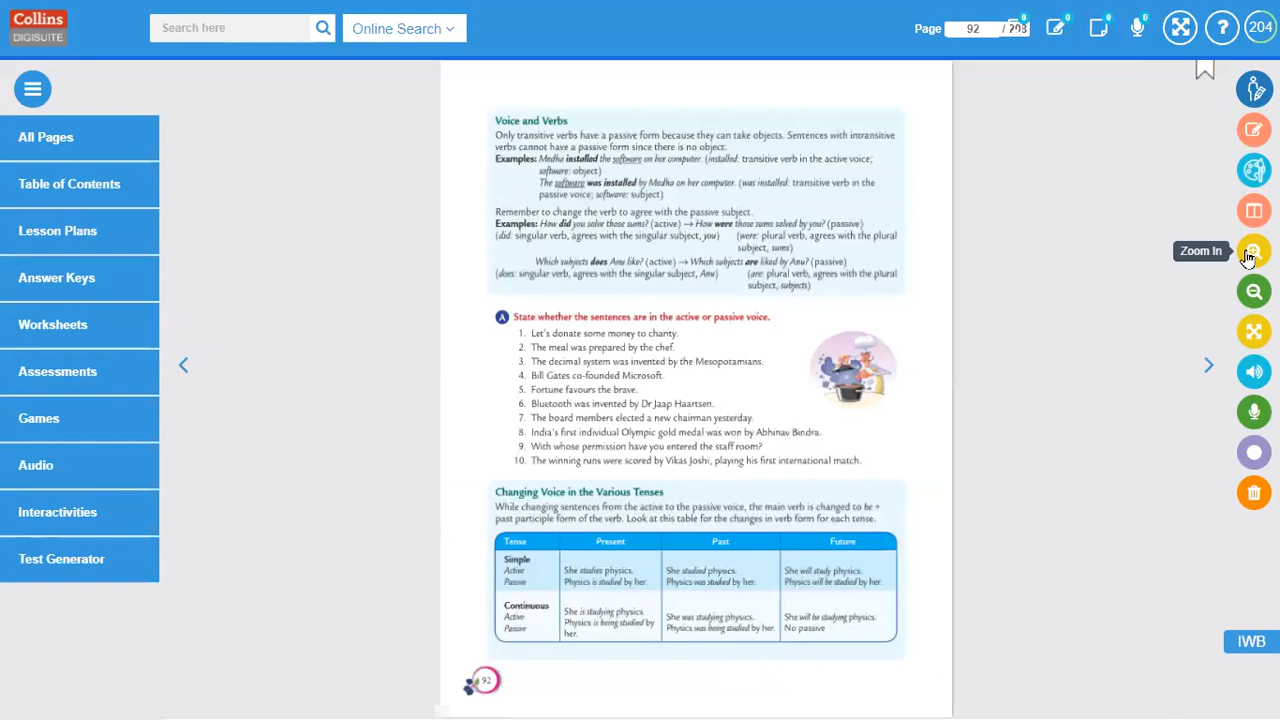 Collins
DIGISUITE
Search here
Online Search
Page 92 / 208
0
0
0
0
204
All Pages
Table of Contents
Lesson Plans
Answer Keys
Worksheets
Assessments
Games
Audio
Interactivities
Test Generator
Zoom In
IWB
Voice and Verbs
Only transitive verbs have a passive form because they can take objects. Sentences with intransitive
verbs cannot have a passive form since there is no object.
Examples: Medha installed the software on her computer. (installed: transitive verb in the active voice;
software: object)
The software was installed by Medha on her computer. (was installed: transitive verb in the
passive voice; software: subject)
Remember to change the verb to agree with the passive subject.
Examples: How did you solve those sums? (active) → How were those sums solved by you? (passive)
(did: singular verb, agrees with the singular subject, you) (were: plural verb, agrees with the plural
subject, sums)
Which subjects does Anu like? (active) → Which subjects are liked by Anu? (passive)
(does: singular verb, agrees with the singular subject, Anu) (are: plural verb, agrees with the plural
subject, subjects)
A State whether the sentences are in the active or passive voice.
1. Let's donate some money to charity.
2. The meal was prepared by the chef.
3. The decimal system was invented by the Mesopotamians.
4. Bill Gates co-founded Microsoft.
5. Fortune favours the brave.
6. Bluetooth was invented by Dr Jaap Haartsen.
7. The board members elected a new chairman yesterday.
8. India's first individual Olympic gold medal was won by Abhinav Bindra.
9. With whose permission have you entered the staff room?
10. The winning runs were scored by Vikas Joshi, playing his first international match.
Changing Voice in the Various Tenses
While changing sentences from the active to the passive voice, the main verb is changed to be +
past participle form of the verb. Look at this table for the changes in verb form for each tense.
Tense Present Past Future
Simple
Active She studies physics. She studied physics. She will study physics.
Passive Physics is studied by her. Physics was studied by her. Physics will be studied by her.
Continuous
Active She is studying physics. She was studying physics. She will be studying physics.
Passive Physics is being studied by her. Physics was being studied by her. No passive
92